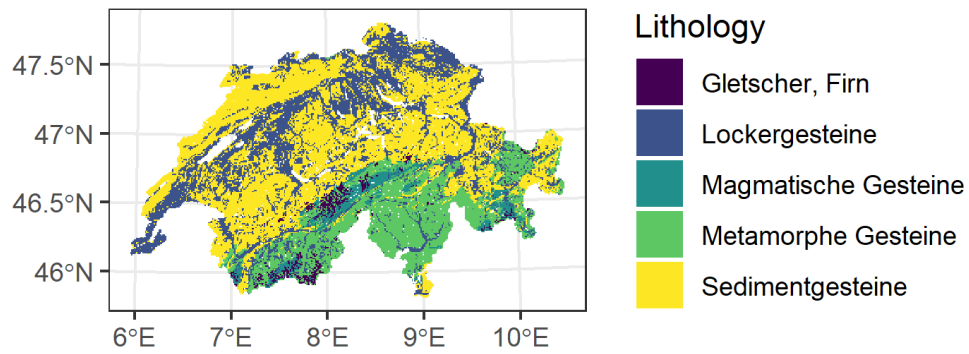 Lithology
Gletscher, Firn
Lockergesteine
Magmatische Gesteine
Metamorphe Gesteine
Sedimentgesteine
47.5°N
47°N
46.5°N
46°N
6°E 7°E 8°E 9°E 10°E